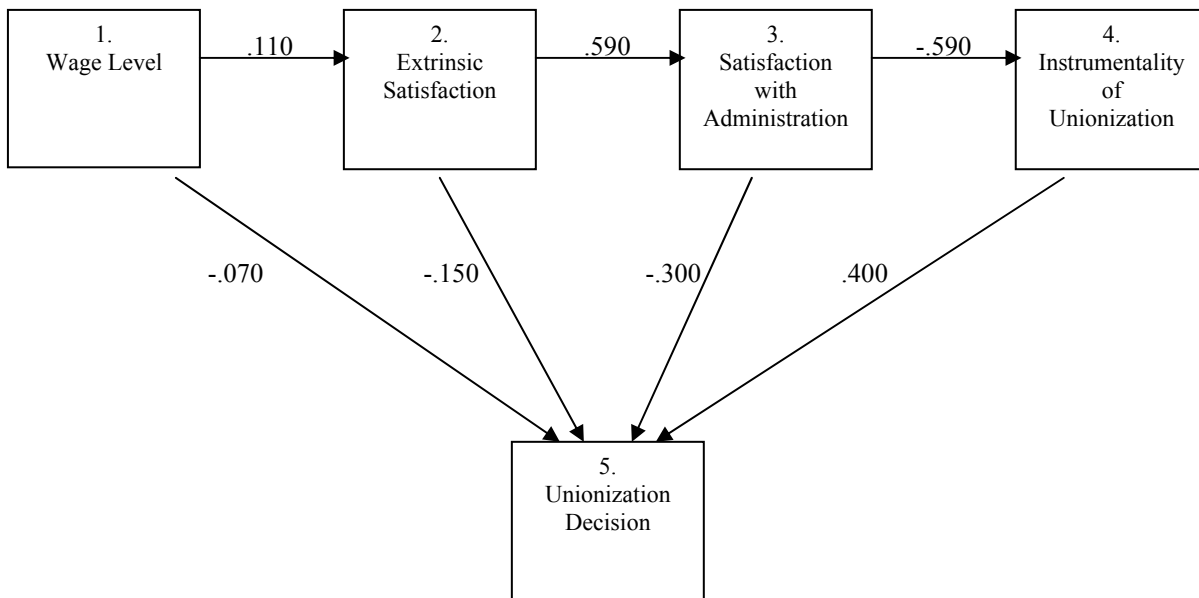 1.
Wage Level
.110
2.
Extrinsic
Satisfaction
.590
3.
Satisfaction
with
Administration
-.590
4.
Instrumentality
of
Unionization
-.070
-.150
-.300
.400
5.
Unionization
Decision